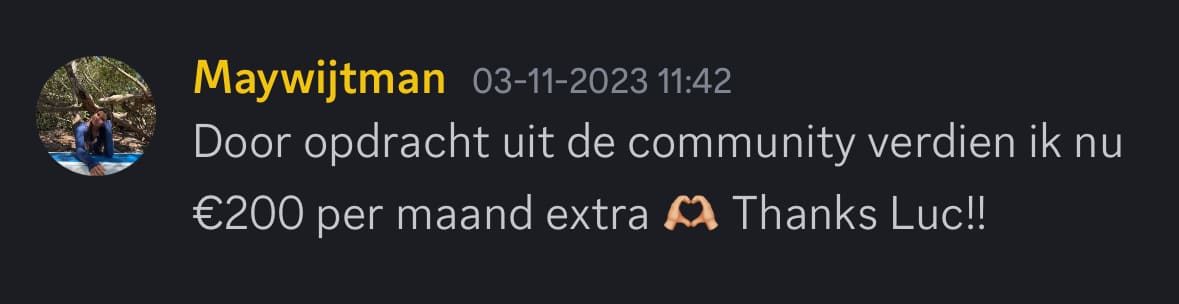 Maywijtman 03-11-2023 11:42
Door opdracht uit de community verdien ik nu
€200 per maand extra 🫶🏼 Thanks Luc!!